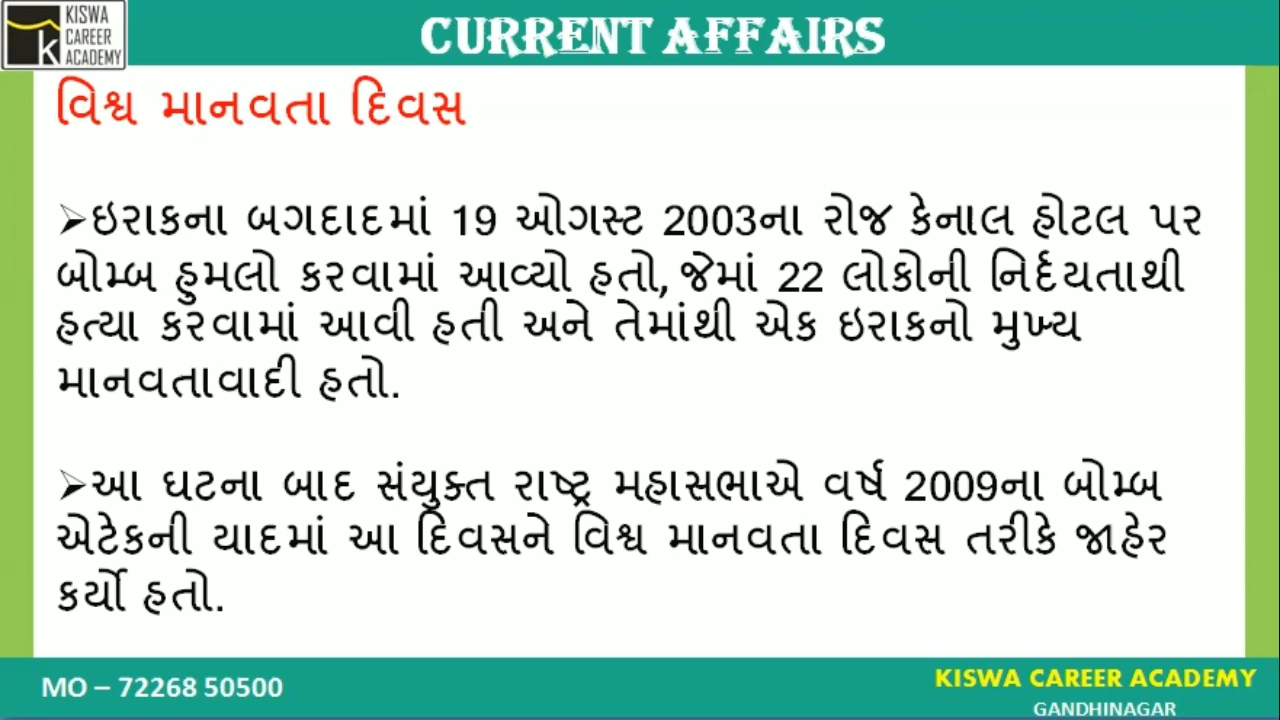 KISWA
CAREER
ACADEMY
CURRENT AFFAIRS
વિશ્વ માનવતા દિવસ
➢ઇરાકના બગદાદમાં 19 ઓગસ્ટ 2003ના રોજ કેનાલ હોટલ પર
બોમ્બ હુમલો કરવામાં આવ્યો હતો, જેમાં 22 લોકોની નિર્દયતાથી
હત્યા કરવામાં આવી હતી અને તેમાંથી એક ઇરાકનો મુખ્ય
માનવતાવાદી હતો.
➢આ ઘટના બાદ સંયુક્ત રાષ્ટ્ર મહાસભાએ વર્ષ 2009ના બોમ્બ
એટેકની યાદમાં આ દિવસને વિશ્વ માનવતા દિવસ તરીકે જાહેર
કર્યો હતો.
MO – 72268 50500
KISWA CAREER ACADEMY
GANDHINAGAR